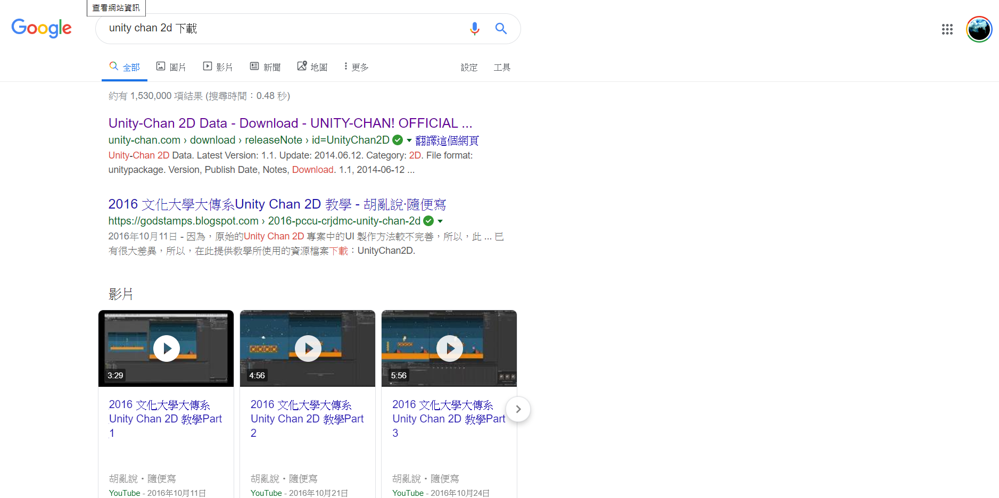 查看網站資訊
Google
unity chan 2d 下載
全部 圖片 影片 新聞 地圖 更多 設定 工具
約有 1,530,000 項結果 (搜尋時間：0.48 秒)
Unity-Chan 2D Data - Download - UNITY-CHAN! OFFICIAL ...
unity-chan.com › download › releaseNote › id=UnityChan2D 翻譯這個網頁
Unity-Chan 2D Data. Latest Version: 1.1. Update: 2014.06.12. Category: 2D. File format:
unitypackage. Version, Publish Date, Notes, Download. 1.1, 2014-06-12 ...
2016 文化大學大傳系Unity Chan 2D 教學 - 胡亂說·隨便寫
https://godstamps.blogspot.com › 2016-pccu-crjdmc-unity-chan-2d
2016年10月11日 - 因為，原始的Unity Chan 2D 專案中的UI 製作方法較不完善，所以，此 ... 已
有很大差異，所以，在此提供教學所使用的資源檔案下載：UnityChan2D.
影片
3:29
4:56
5:56
2016 文化大學大傳系
Unity Chan 2D 教學Part
1
2016 文化大學大傳系
Unity Chan 2D 教學Part
2
2016 文化大學大傳系
Unity Chan 2D 教學Part
3
胡亂說・隨便寫
YouTube - 2016年10月11日
胡亂說・隨便寫
YouTube - 2016年10月21日
胡亂說・隨便寫
YouTube - 2016年10月24日